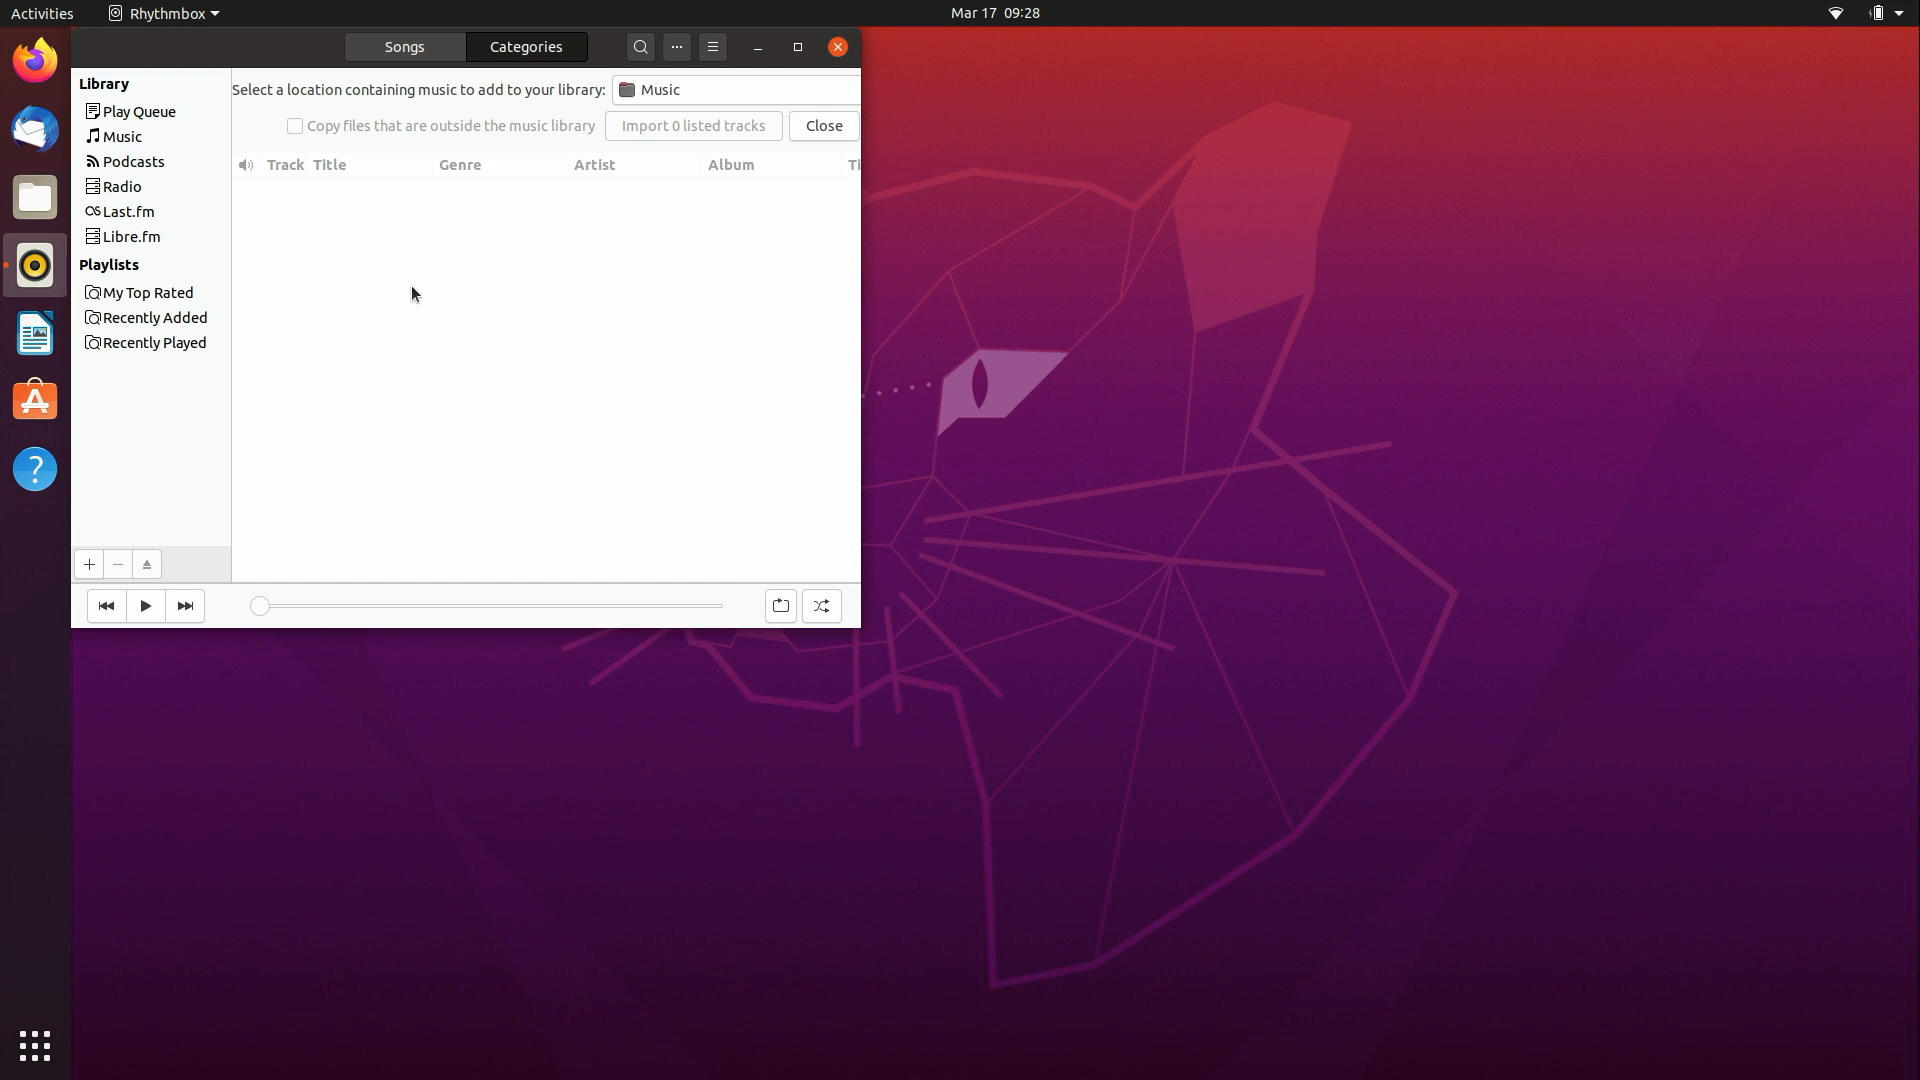 Activities Rhythmbox Mar 17 09:28
Songs Categories
Library
Play Queue
Music
Podcasts
Radio
Last.fm
Libre.fm
Playlists
My Top Rated
Recently Added
Recently Played
Select a location containing music to add to your library: Music
Copy files that are outside the music library Import 0 listed tracks Close
Track Title Genre Artist Album Ti